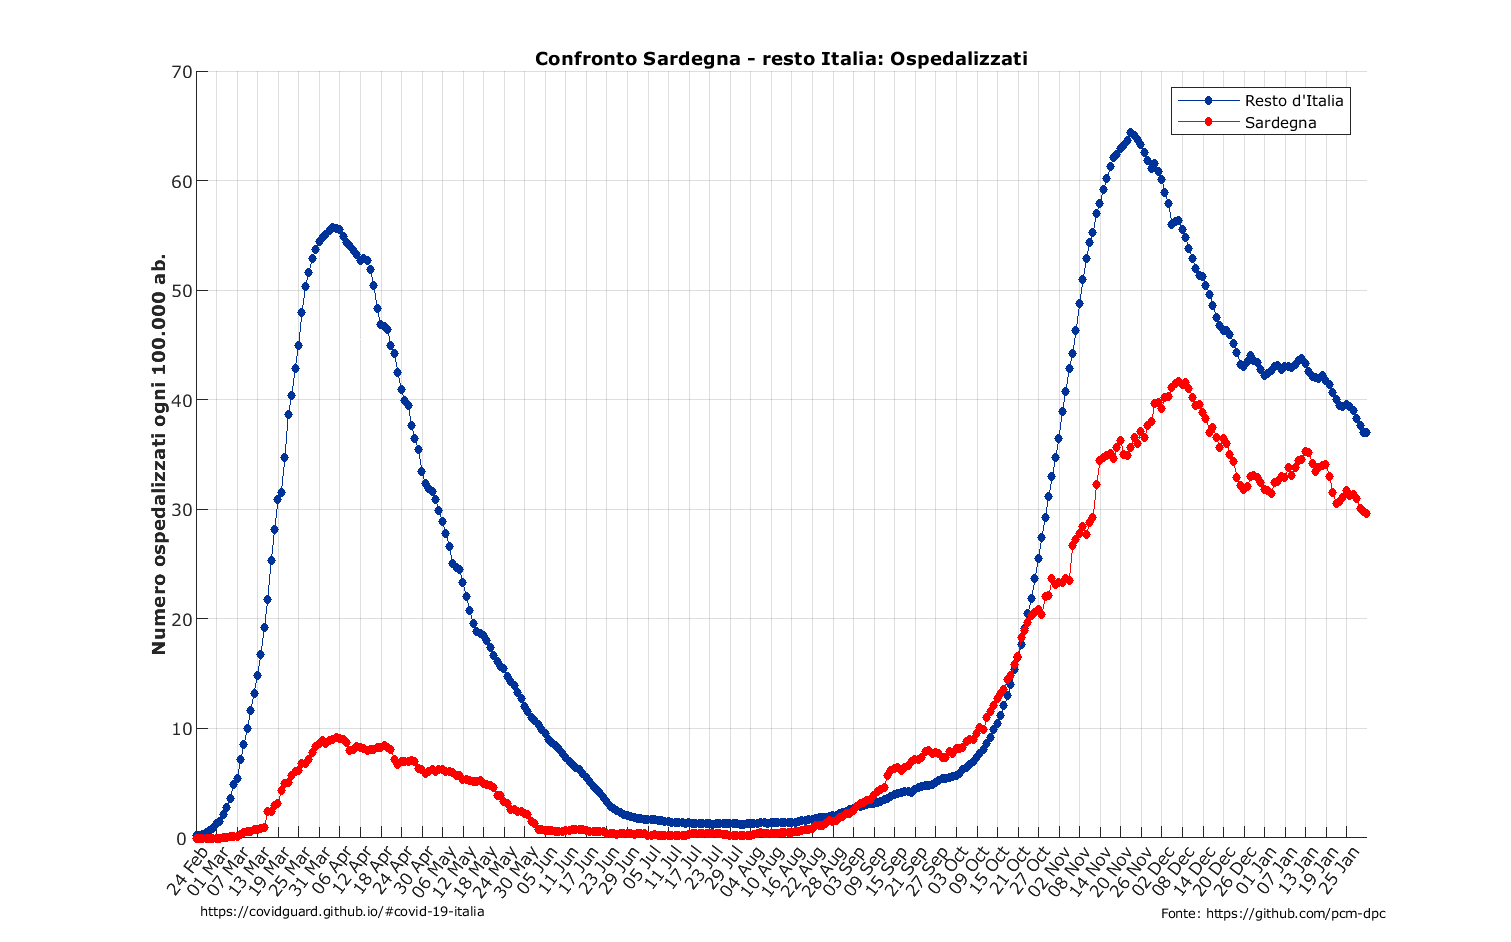 Confronto Sardegna - resto Italia: Ospedalizzati
Numero ospedalizzati ogni 100.000 ab.
70
60
50
40
30
20
10
0
Resto d'Italia
Sardegna
24 Feb
01 Mar
07 Mar
13 Mar
19 Mar
25 Mar
31 Mar
06 Apr
12 Apr
18 Apr
24 Apr
30 Apr
06 May
12 May
18 May
24 May
30 May
05 Jun
11 Jun
17 Jun
23 Jun
29 Jun
05 Jul
11 Jul
17 Jul
23 Jul
29 Jul
04 Aug
10 Aug
16 Aug
22 Aug
28 Aug
03 Sep
09 Sep
15 Sep
21 Sep
27 Sep
03 Oct
09 Oct
15 Oct
21 Oct
27 Oct
02 Nov
08 Nov
14 Nov
20 Nov
26 Nov
02 Dec
08 Dec
14 Dec
20 Dec
26 Dec
01 Jan
07 Jan
13 Jan
19 Jan
25 Jan
https://covidguard.github.io/#covid-19-italia
Fonte: https://github.com/pcm-dpc